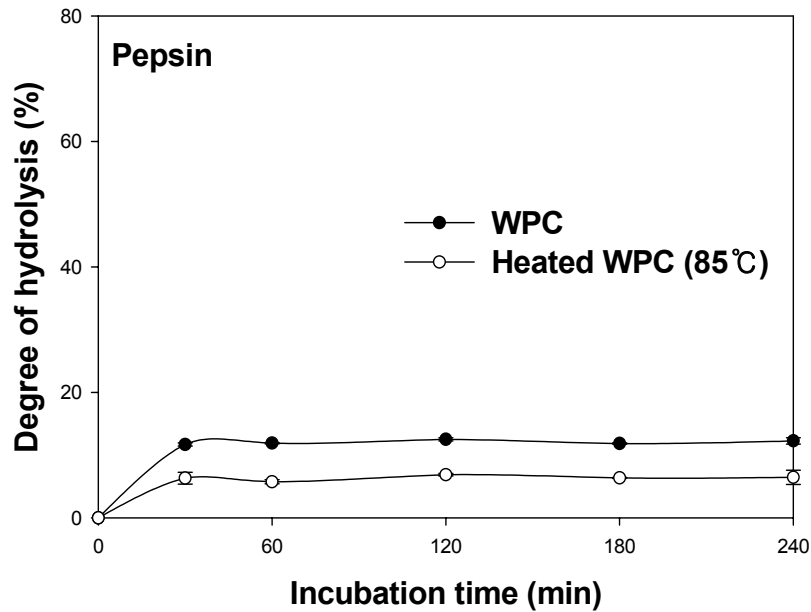 80
Pepsin
60
WPC
Heated WPC (85℃)
40
20
0
0 60 120 180 240
Degree of hydrolysis (%)
Incubation time (min)